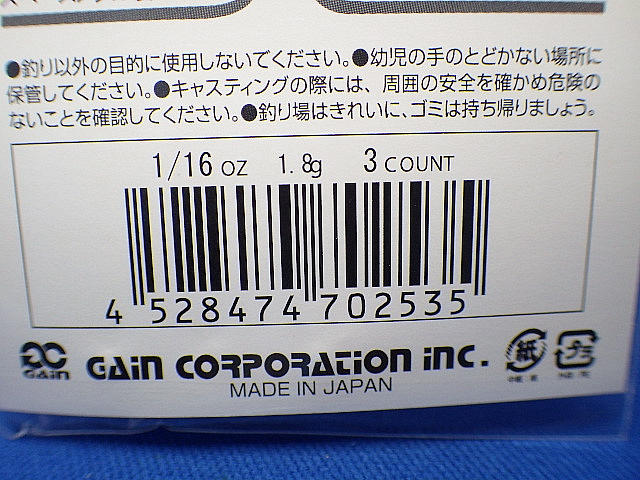 ●釣り以外の目的に使用しないでください。●幼児の手のとどかない場所に
保管してください。●キャスティングの際には、周囲の安全を確かめ危険の
ないことを確認してください。●釣り場はきれいに、ゴミは持ち帰りましょう。
1/16 OZ 1.8g 3 COUNT
4 528474 702535
GAIN GAIN CORPORATION INC. 紙 プラ
MADE IN JAPAN